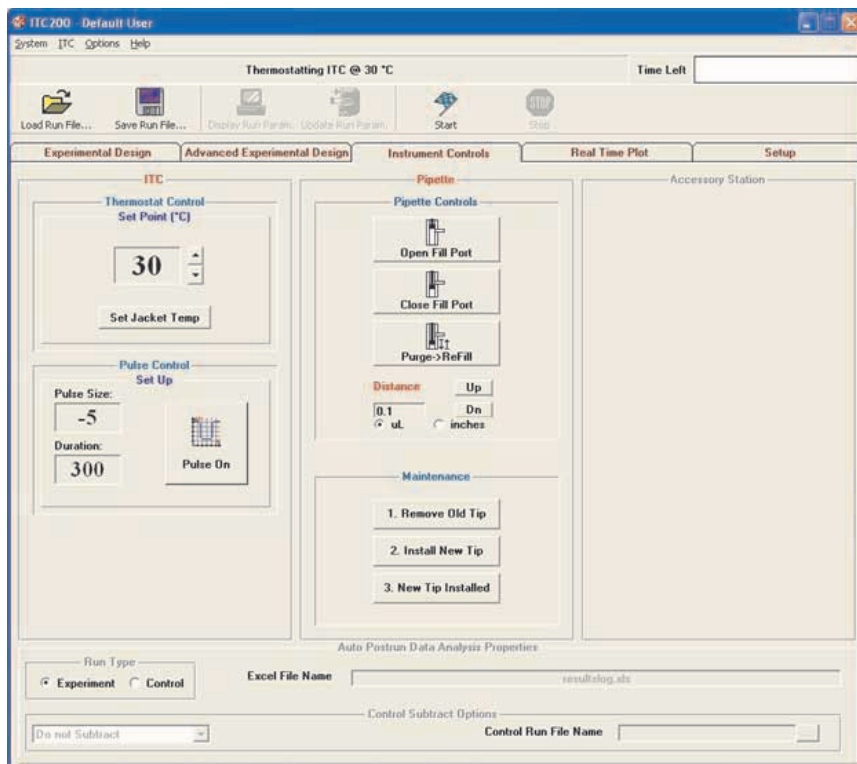 ITC200 - Default User
System ITC Options Help
Thermostatting ITC @ 30 °C
Time Left
Load Run File...
Save Run File...
Display Run Param.
Update Run Param.
Start
Stop
Experimental Design
Advanced Experimental Design
Instrument Controls
Real Time Plot
Setup
ITC
Thermostat Control
Set Point (°C)
30
Set Jacket Temp
Pulse Control
Set Up
Pulse Size:
-5
Duration:
300
Pulse On
Pipette
Pipette Controls
Open Fill Port
Close Fill Port
Purge->ReFill
Distance
Up
0.1
Dn
uL
inches
Maintenance
1. Remove Old Tip
2. Install New Tip
3. New Tip Installed
Accessory Station
Auto Postrun Data Analysis Properties
Run Type
Experiment Control
Excel File Name
resultslog.xls
Control Subtract Options
Do not Subtract
Control Run File Name
...